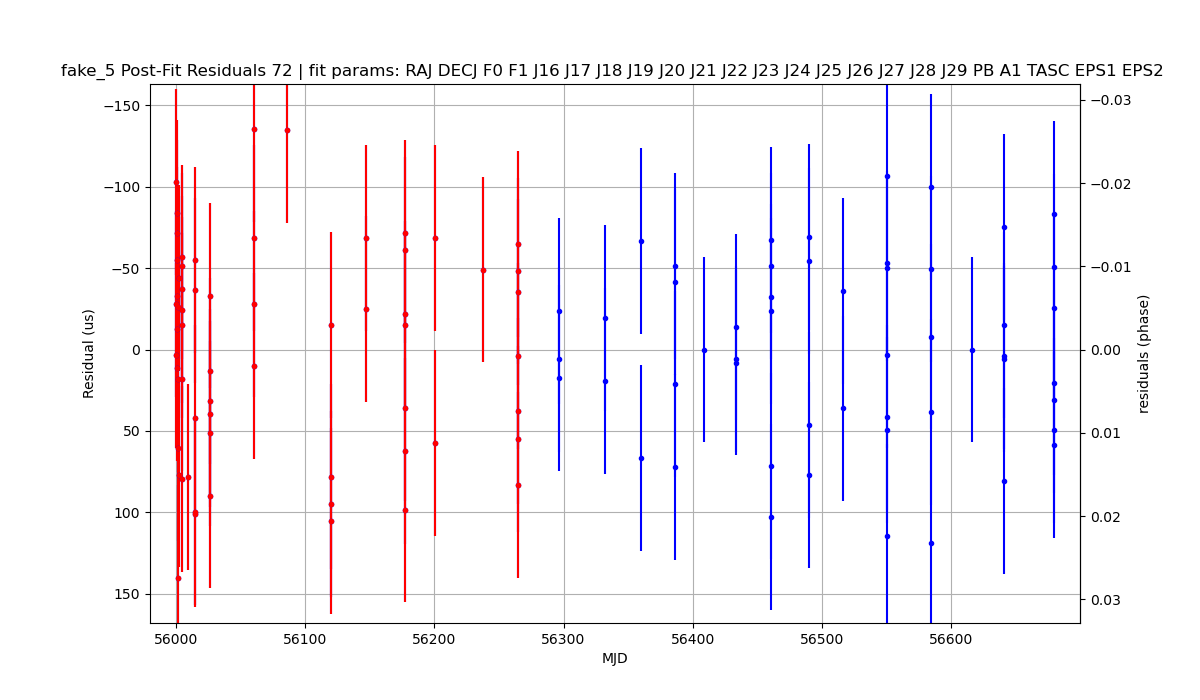 fake_5 Post-Fit Residuals 72 | fit params: RAJ DECJ F0 F1 J16 J17 J18 J19 J20 J21 J22 J23 J24 J25 J26 J27 J28 J29 PB A1 TASC EPS1 EPS2
−150
−100
−50
0
50
100
150
Residual (us)
−0.03
−0.02
−0.01
0.00
0.01
0.02
0.03
residuals (phase)
56000 56100 56200 56300 56400 56500 56600
MJD